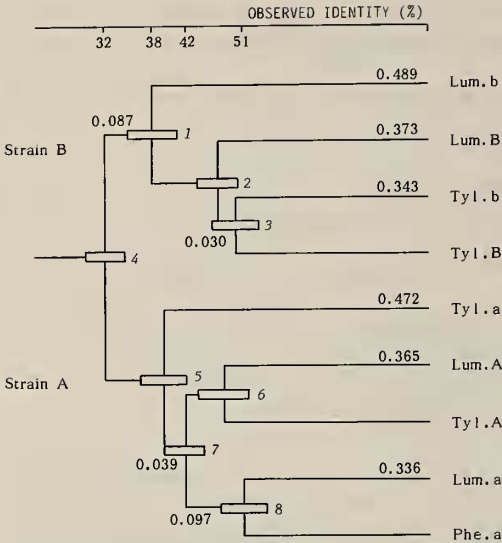 OBSERVED IDENTITY (%)
32 38 42 51
0.489 Lum.b
0.087 1
Strain B
0.373 Lum.B
2
0.343 Tyl.b
3
0.030 Tyl.B
4
0.472 Tyl.a
0.365 Lum.A
5
Strain A
6
Tyl.A
7
0.039
0.336 Lum.a
8
0.097
Phe.a